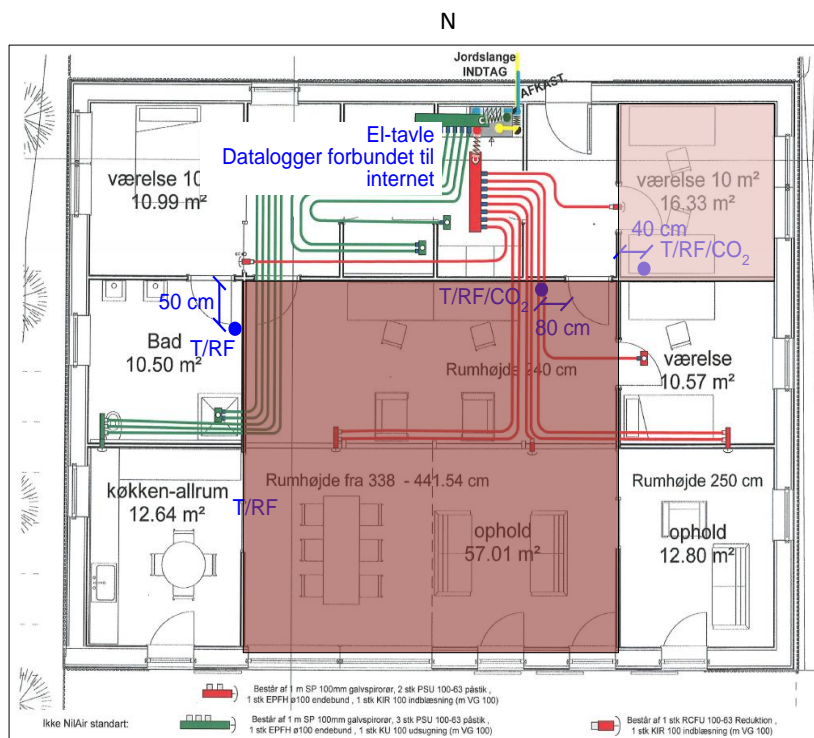 N
Jordslange
INDTAG
AFKAST.
El-tavle
Datalogger forbundet til
internet
værelse 10
10.99 m²
værelse 10 m²
16.33 m²
40 cm
T/RF/CO₂
50 cm
T/RF
T/RF/CO₂
80 cm
Bad
10.50 m²
Rumhøjde 240 cm
værelse
10.57 m²
køkken-allrum
12.64 m²
T/RF
Rumhøjde fra 338 - 441.54 cm
ophold
57.01 m²
Rumhøjde 250 cm
ophold
12.80 m²
Består af 1 m SP 100mm galvspirorør, 2 stk PSU 100-63 påstik ,
1 stk EPFH ø100 endebund , 1 stk KIR 100 indblæsning (m VG 100)
Ikke NilAir standart:
Består af 1 m SP 100mm galvspirorør, 3 stk PSU 100-63 påstik ,
1 stk EPFH ø100 endebund , 1 stk KU 100 udsugning (m VG 100)
Består af 1 stk RCFU 100-63 Reduktion ,
1 stk KIR 100 indblæsning (m VG 100)